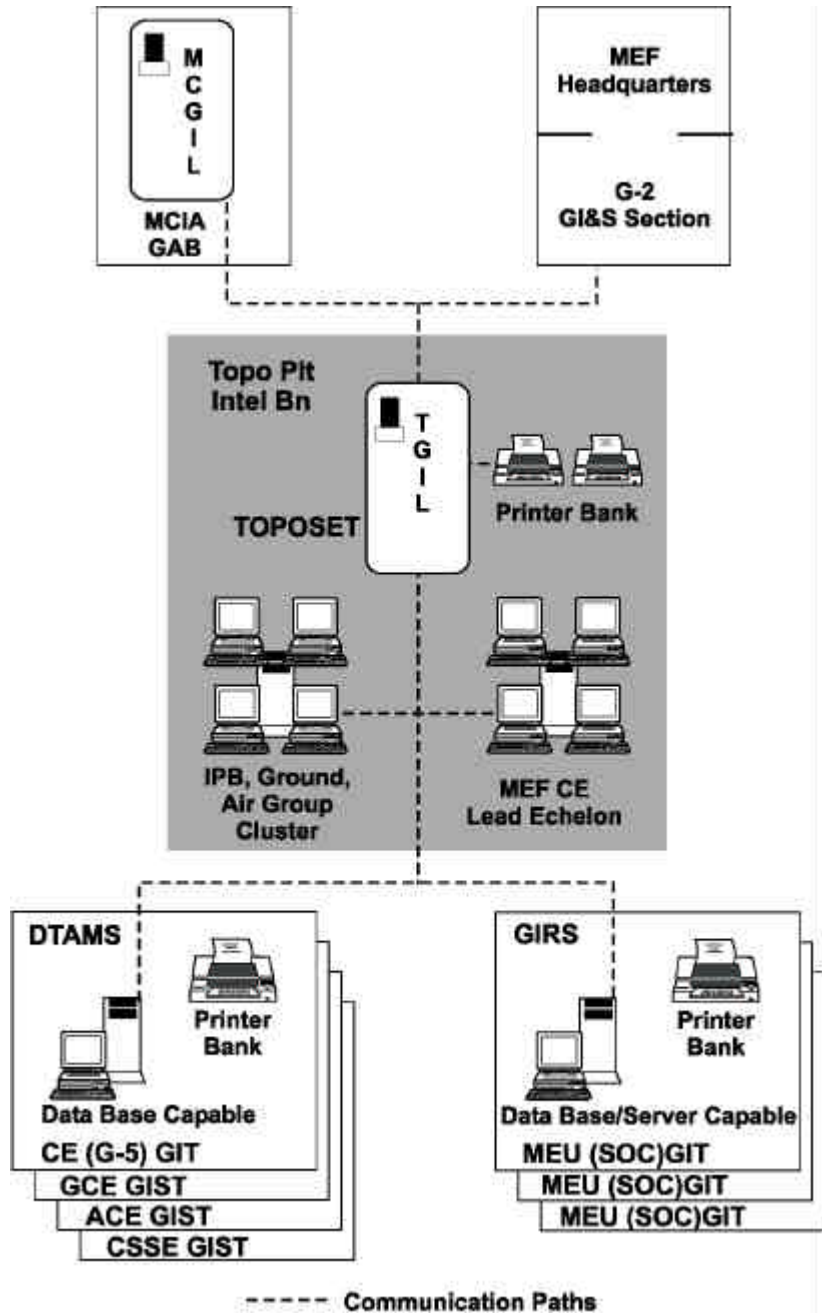 M
C
G
I
L
MCIA
GAB
MEF
Headquarters
G-2
GI&S Section
Topo Plt
Intel Bn
T
G
I
L
TOPOSET
Printer Bank
IPB, Ground,
Air Group
Cluster
MEF CE
Lead Echelon
DTAMS
Printer
Bank
Data Base Capable
CE (G-5) GIT
GCE GIST
ACE GIST
CSSE GIST
GIRS
Printer
Bank
Data Base/Server Capable
MEU (SOC)GIT
MEU (SOC)GIT
MEU (SOC)GIT
Communication Paths